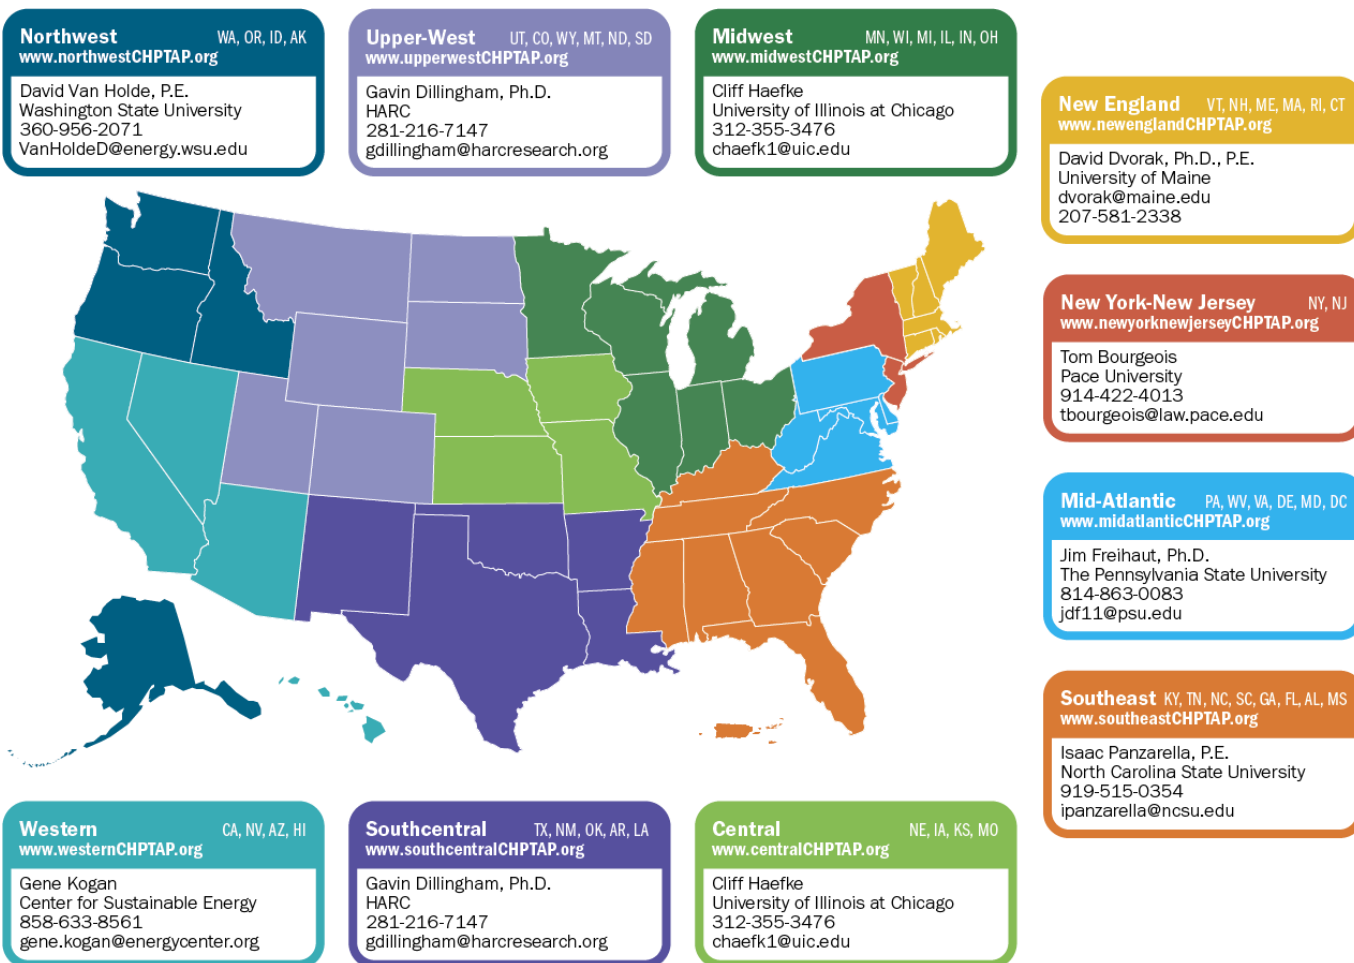 Northwest WA, OR, ID, AK
www.northwestCHPTAP.org
David Van Holde, P.E.
Washington State University
360-956-2071
VanHoldeD@energy.wsu.edu
Upper-West UT, CO, WY, MT, ND, SD
www.upperwestCHPTAP.org
Gavin Dillingham, Ph.D.
HARC
281-216-7147
gdillingham@harcresearch.org
Midwest MN, WI, MI, IL, IN, OH
www.midwestCHPTAP.org
Cliff Haefke
University of Illinois at Chicago
312-355-3476
chaefk1@uic.edu
New England VT, NH, ME, MA, RI, CT
www.newenglandCHPTAP.org
David Dvorak, Ph.D., P.E.
University of Maine
dvorak@maine.edu
207-581-2338
New York-New Jersey NY, NJ
www.newyorknewjerseyCHPTAP.org
Tom Bourgeois
Pace University
914-422-4013
tbourgeois@law.pace.edu
Mid-Atlantic PA, WV, VA, DE, MD, DC
www.midatlanticCHPTAP.org
Jim Freihaut, Ph.D.
The Pennsylvania State University
814-863-0083
jdf11@psu.edu
Southeast KY, TN, NC, SC, GA, FL, AL, MS
www.southeastCHPTAP.org
Isaac Panzarella, P.E.
North Carolina State University
919-515-0354
ipanzarella@ncsu.edu
Western CA, NV, AZ, HI
www.westernCHPTAP.org
Gene Kogan
Center for Sustainable Energy
858-633-8561
gene.kogan@energycenter.org
Southcentral TX, NM, OK, AR, LA
www.southcentralCHPTAP.org
Gavin Dillingham, Ph.D.
HARC
281-216-7147
gdillingham@harcresearch.org
Central NE, IA, KS, MO
www.centralCHPTAP.org
Cliff Haefke
University of Illinois at Chicago
312-355-3476
chaefk1@uic.edu